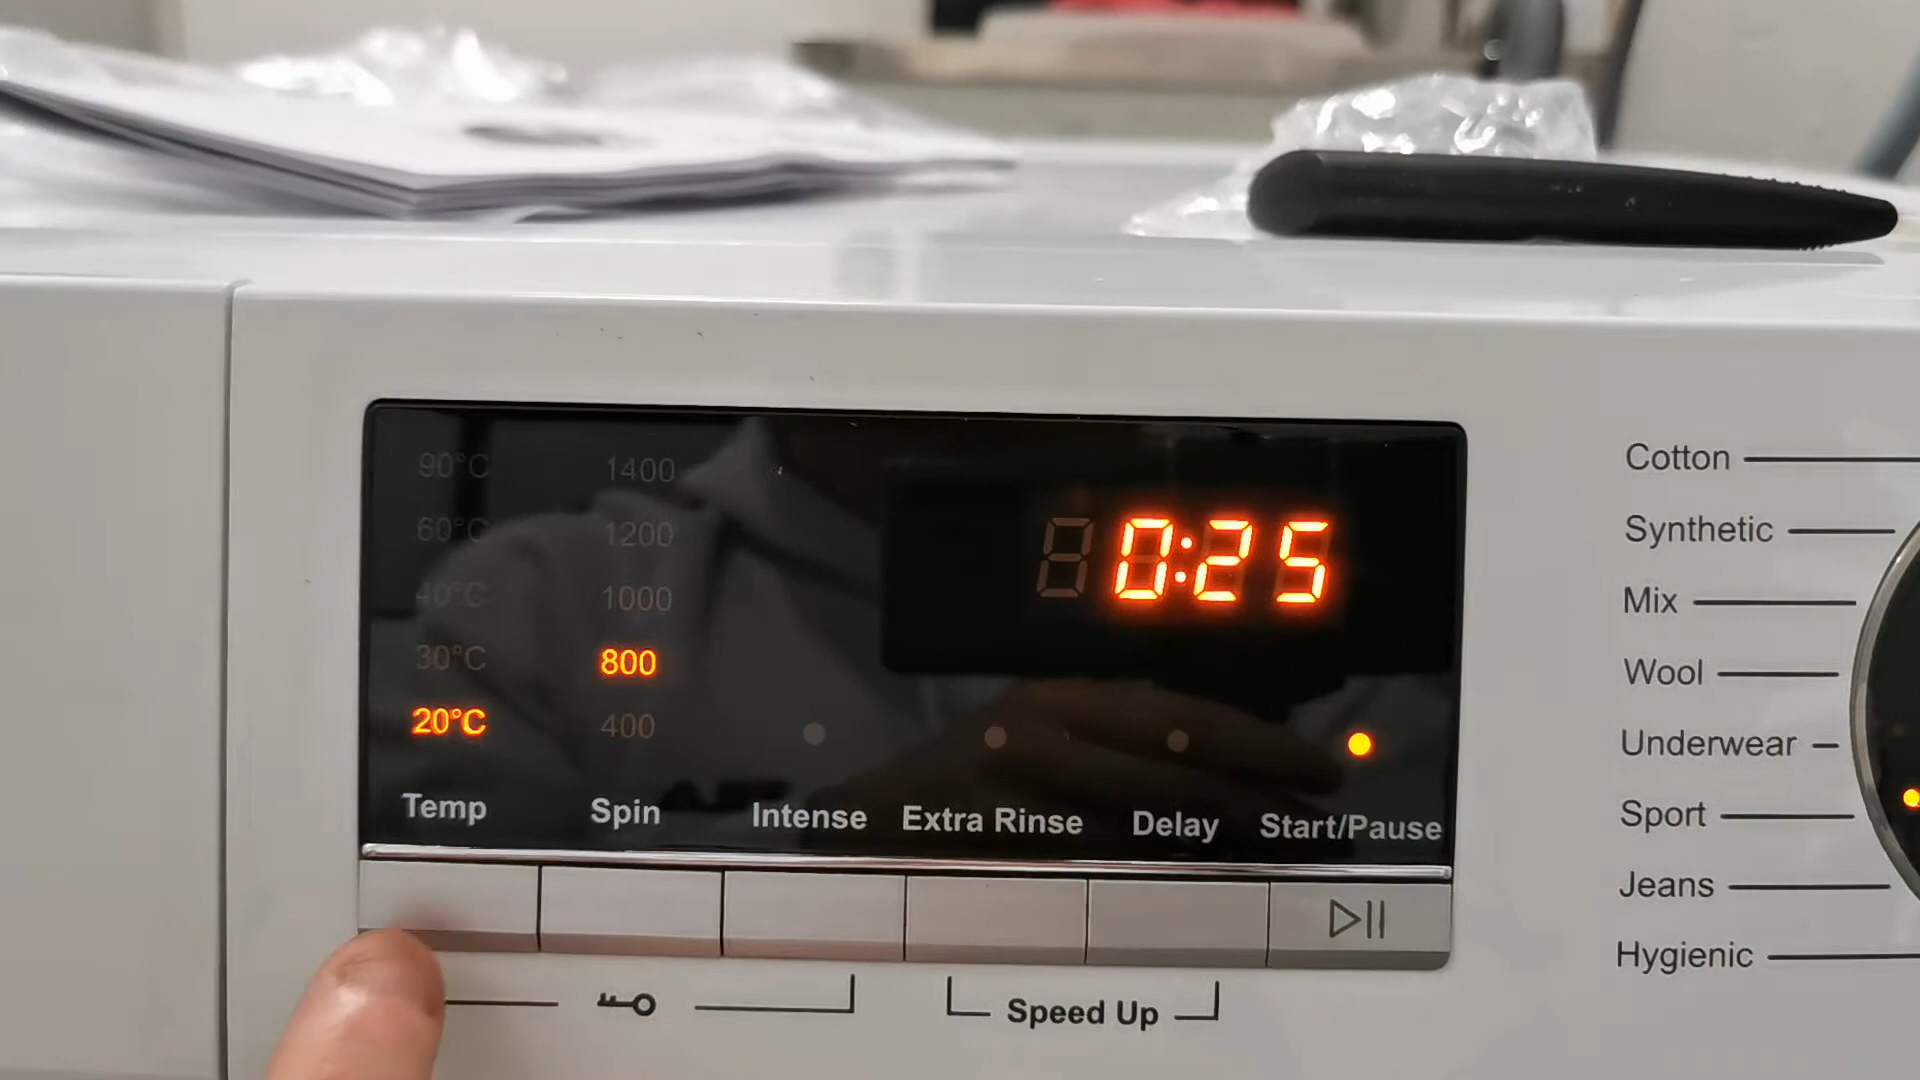 90°C
60°C
40°C
30°C
20°C
Temp
1400
1200
1000
800
400
Spin
Intense
Extra Rinse
Delay
0:25
Start/Pause
Speed Up
Cotton
Synthetic
Mix
Wool
Underwear
Sport
Jeans
Hygienic